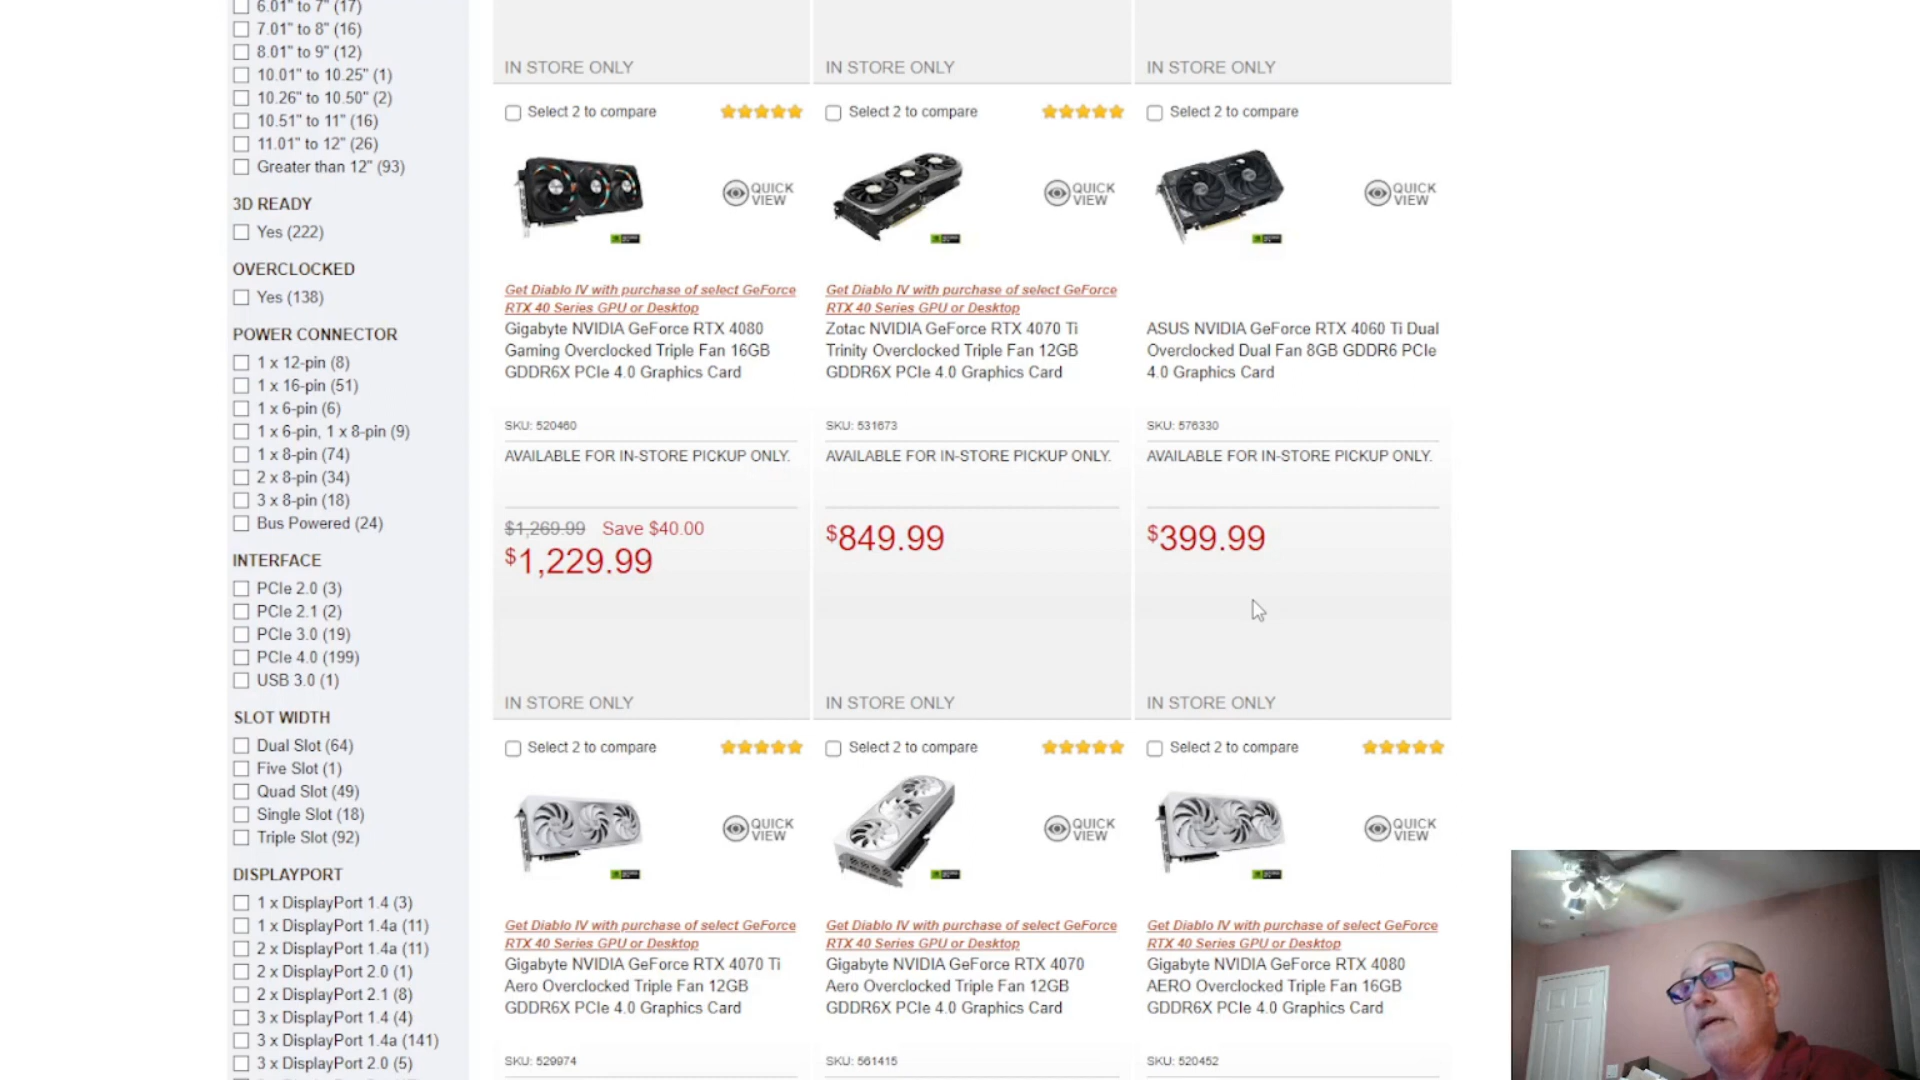 6.01" to 7" (17)
7.01" to 8" (16)
8.01" to 9" (12)
10.01" to 10.25" (1)
10.26" to 10.50" (2)
10.51" to 11" (16)
11.01" to 12" (26)
Greater than 12" (93)
3D READY
Yes (222)
OVERCLOCKED
Yes (138)
POWER CONNECTOR
1 x 12-pin (8)
1 x 16-pin (51)
1 x 6-pin (6)
1 x 6-pin, 1 x 8-pin (9)
1 x 8-pin (74)
2 x 8-pin (34)
3 x 8-pin (18)
Bus Powered (24)
INTERFACE
PCIe 2.0 (3)
PCIe 2.1 (2)
PCIe 3.0 (19)
PCIe 4.0 (199)
USB 3.0 (1)
SLOT WIDTH
Dual Slot (64)
Five Slot (1)
Quad Slot (49)
Single Slot (18)
Triple Slot (92)
DISPLAYPORT
1 x DisplayPort 1.4 (3)
1 x DisplayPort 1.4a (11)
2 x DisplayPort 1.4a (11)
2 x DisplayPort 2.0 (1)
2 x DisplayPort 2.1 (8)
3 x DisplayPort 1.4 (4)
3 x DisplayPort 1.4a (141)
3 x DisplayPort 2.0 (5)
IN STORE ONLY
IN STORE ONLY
IN STORE ONLY
Select 2 to compare
QUICK
VIEW
Get Diablo IV with purchase of select GeForce
RTX 40 Series GPU or Desktop
Gigabyte NVIDIA GeForce RTX 4080
Gaming Overclocked Triple Fan 16GB
GDDR6X PCIe 4.0 Graphics Card
SKU: 520460
AVAILABLE FOR IN-STORE PICKUP ONLY.
$1,269.99 Save $40.00
$1,229.99
IN STORE ONLY
Select 2 to compare
QUICK
VIEW
Get Diablo IV with purchase of select GeForce
RTX 40 Series GPU or Desktop
Zotac NVIDIA GeForce RTX 4070 Ti
Trinity Overclocked Triple Fan 12GB
GDDR6X PCIe 4.0 Graphics Card
SKU: 531673
AVAILABLE FOR IN-STORE PICKUP ONLY.
$849.99
IN STORE ONLY
Select 2 to compare
QUICK
VIEW
ASUS NVIDIA GeForce RTX 4060 Ti Dual
Overclocked Dual Fan 8GB GDDR6 PCIe
4.0 Graphics Card
SKU: 576330
AVAILABLE FOR IN-STORE PICKUP ONLY.
$399.99
IN STORE ONLY
Select 2 to compare
QUICK
VIEW
Get Diablo IV with purchase of select GeForce
RTX 40 Series GPU or Desktop
Gigabyte NVIDIA GeForce RTX 4070 Ti
Aero Overclocked Triple Fan 12GB
GDDR6X PCIe 4.0 Graphics Card
SKU: 529974
Select 2 to compare
QUICK
VIEW
Get Diablo IV with purchase of select GeForce
RTX 40 Series GPU or Desktop
Gigabyte NVIDIA GeForce RTX 4070
Aero Overclocked Triple Fan 12GB
GDDR6X PCIe 4.0 Graphics Card
SKU: 561415
Select 2 to compare
QUICK
VIEW
Get Diablo IV with purchase of select GeForce
RTX 40 Series GPU or Desktop
Gigabyte NVIDIA GeForce RTX 4080
AERO Overclocked Triple Fan 16GB
GDDR6X PCIe 4.0 Graphics Card
SKU: 520452